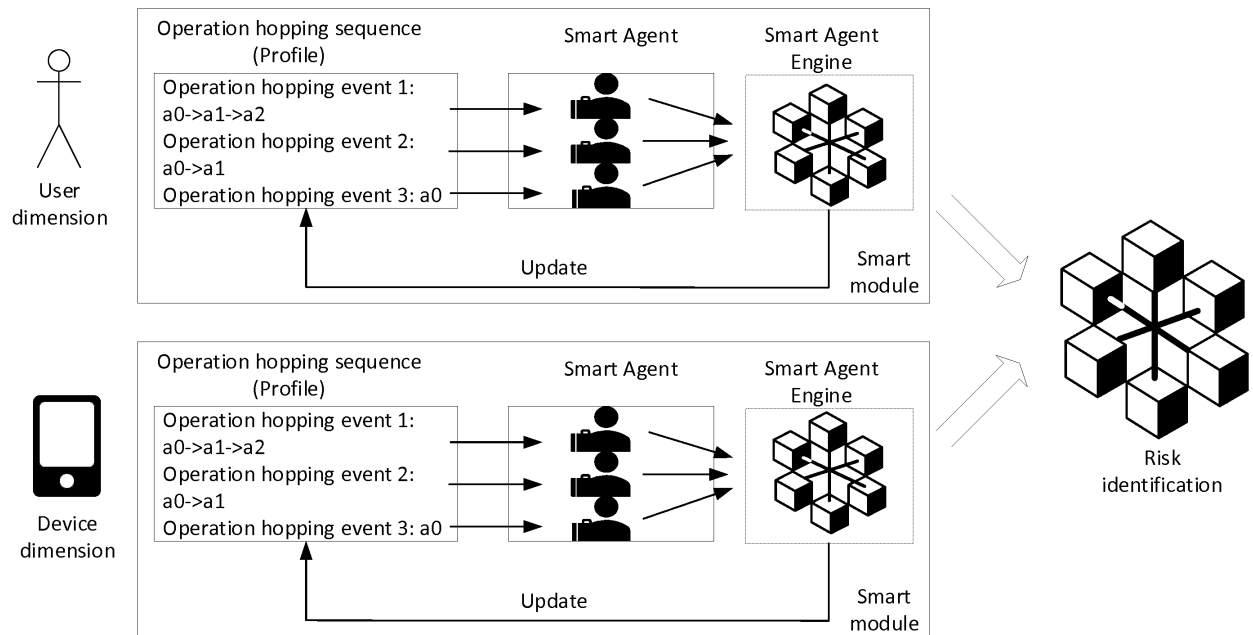 User
dimension
Operation hopping sequence
(Profile)
Operation hopping event 1:
a0->a1->a2
Operation hopping event 2:
a0->a1
Operation hopping event 3: a0
Smart Agent
Smart Agent
Engine
Update
Smart
module
Device
dimension
Operation hopping sequence
(Profile)
Operation hopping event 1:
a0->a1->a2
Operation hopping event 2:
a0->a1
Operation hopping event 3: a0
Smart Agent
Smart Agent
Engine
Update
Smart
module
Risk
identification